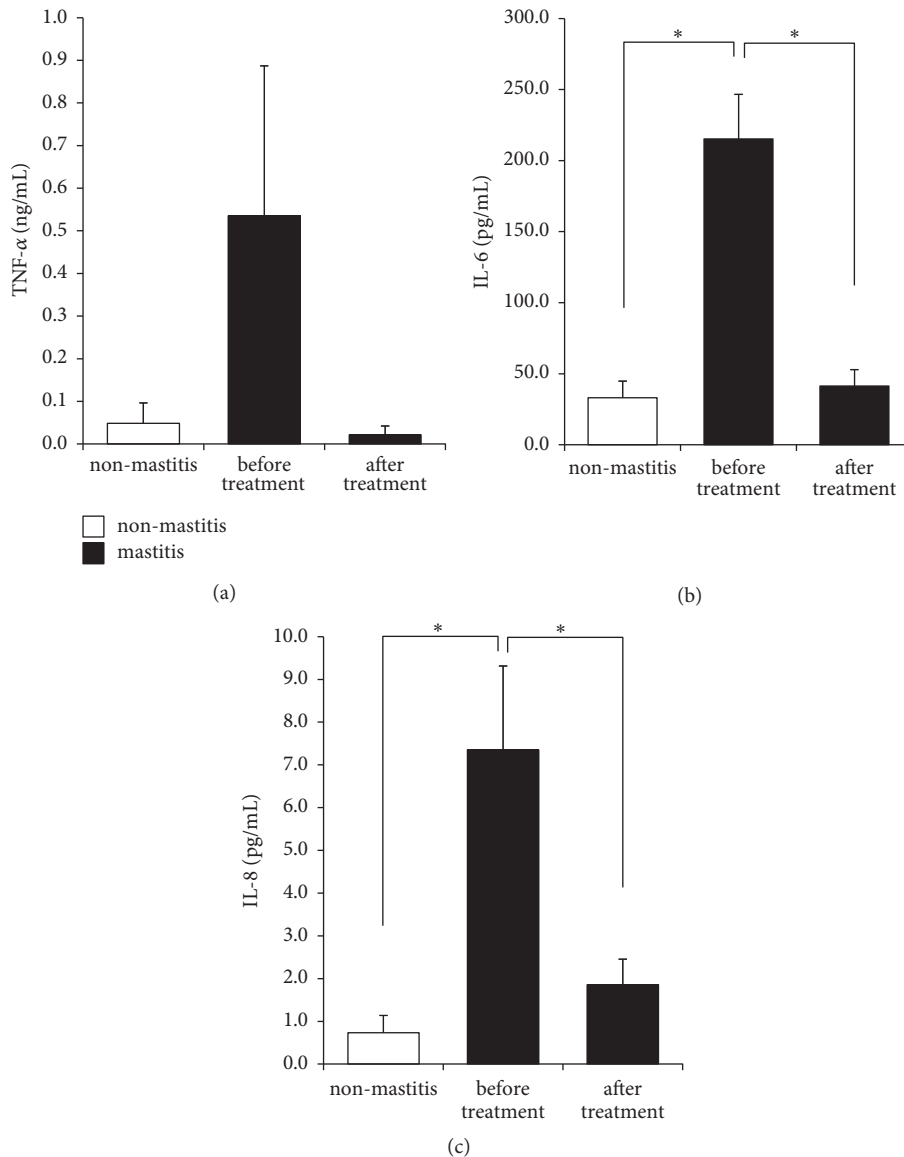 1.0
0.9
0.8
0.7
0.6
0.5
0.4
0.3
0.2
0.1
0.0
TNF-α (ng/mL)
non-mastitis
before
treatment
after
treatment
non-mastitis
mastitis
(a)
300.0
250.0
200.0
150.0
100.0
50.0
0.0
IL-6 (pg/mL)
*
*
non-mastitis
before
treatment
after
treatment
(b)
10.0
9.0
8.0
7.0
6.0
5.0
4.0
3.0
2.0
1.0
0.0
IL-8 (pg/mL)
*
*
non-mastitis
before
treatment
after
treatment
(c)